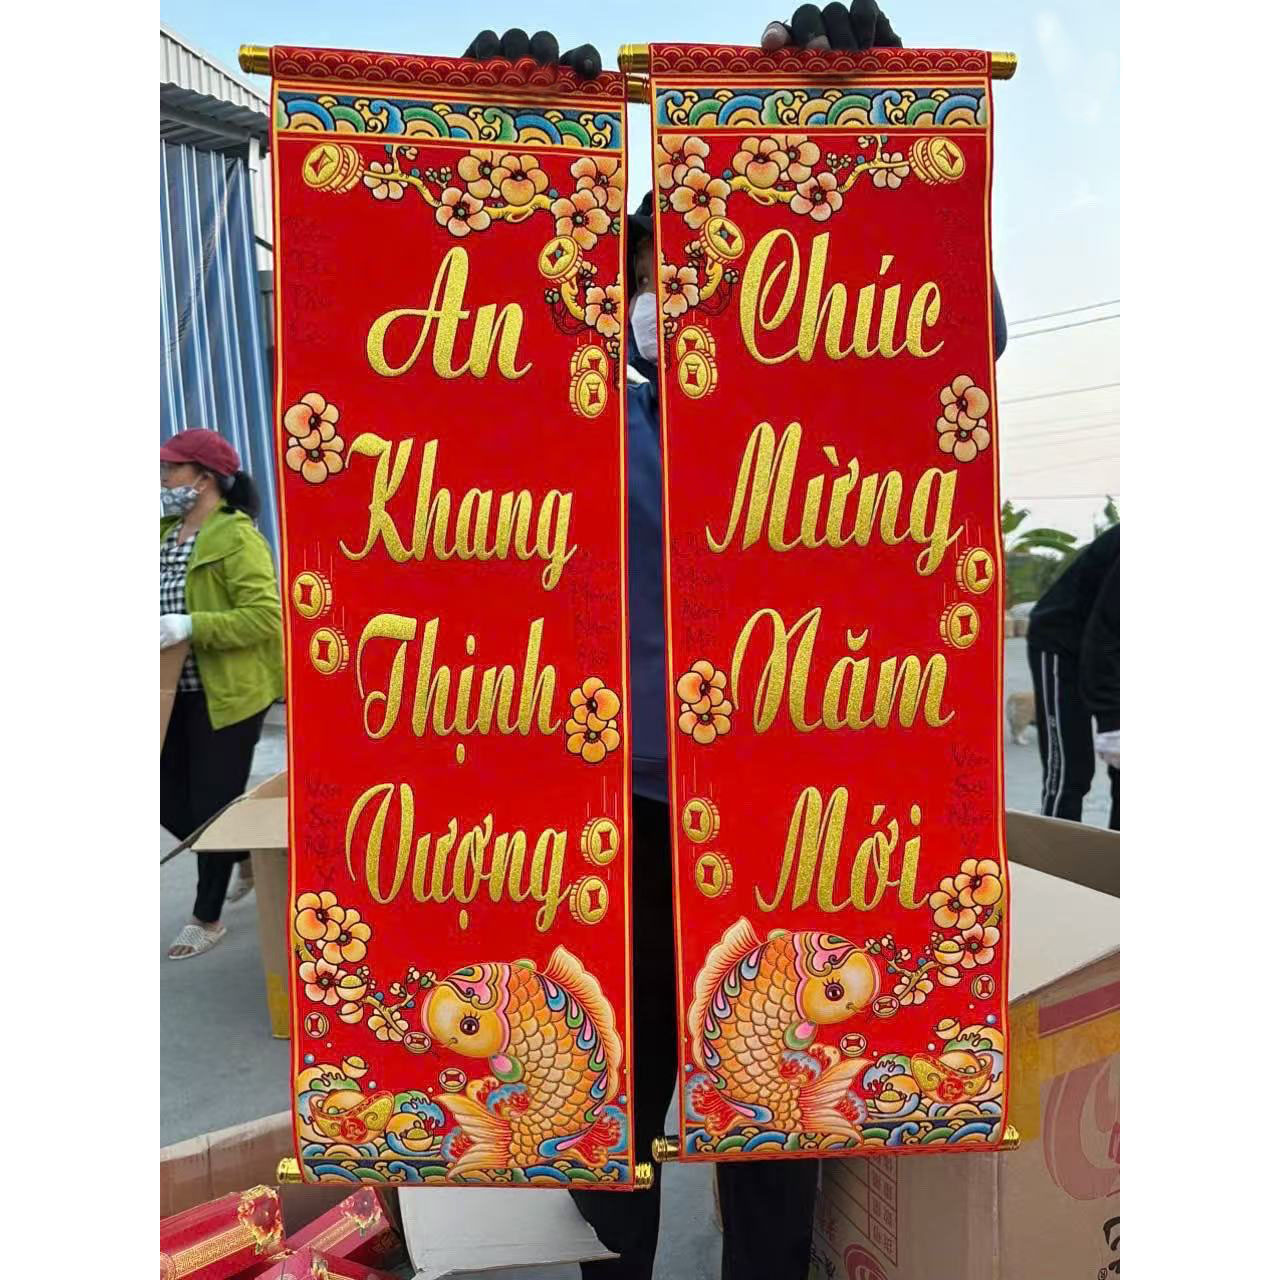 An
Khang
Thịnh
Vượng
Chúc
Mừng
Năm
Mới